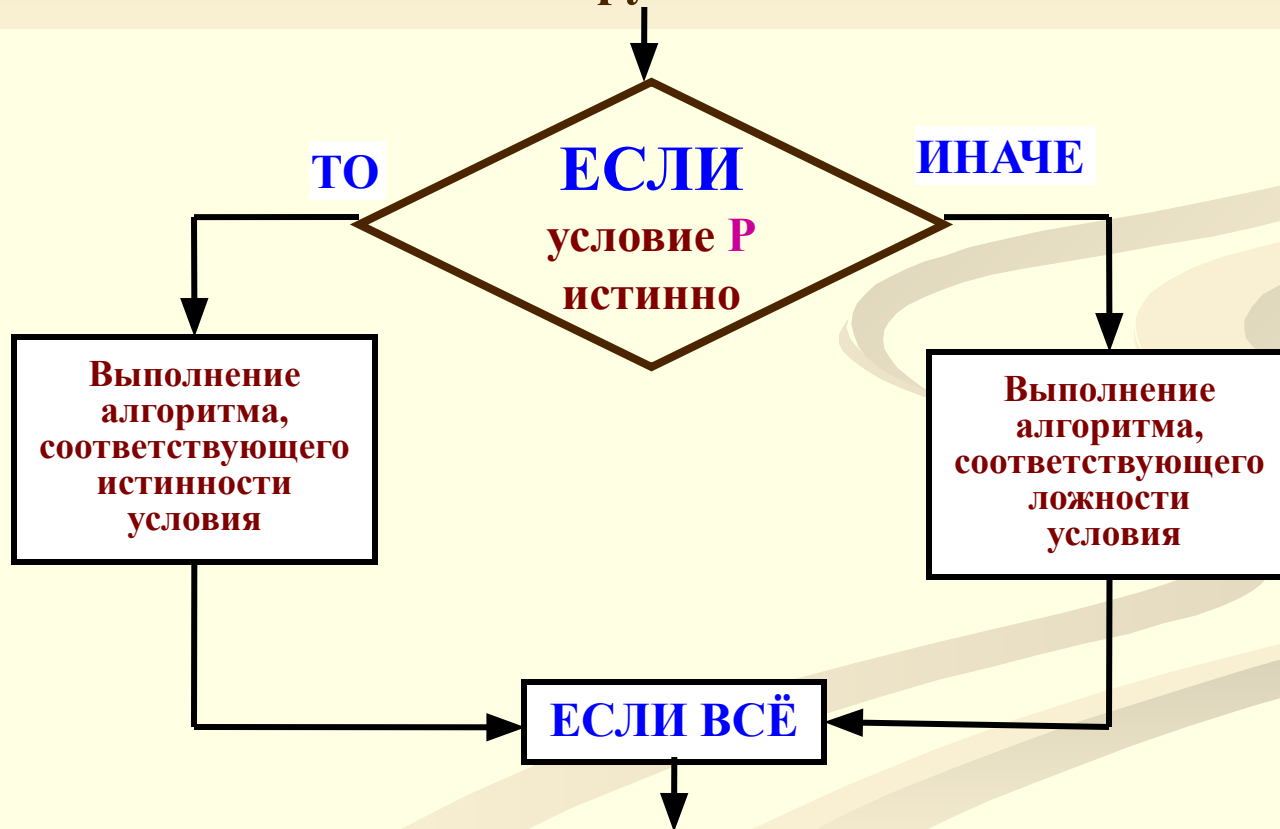 ТО
ЕСЛИ
условие Р
истинно
ИНАЧЕ
Выполнение
алгоритма,
соответствующего
истинности
условия
Выполнение
алгоритма,
соответствующего
ложности
условия
ЕСЛИ ВСЁ